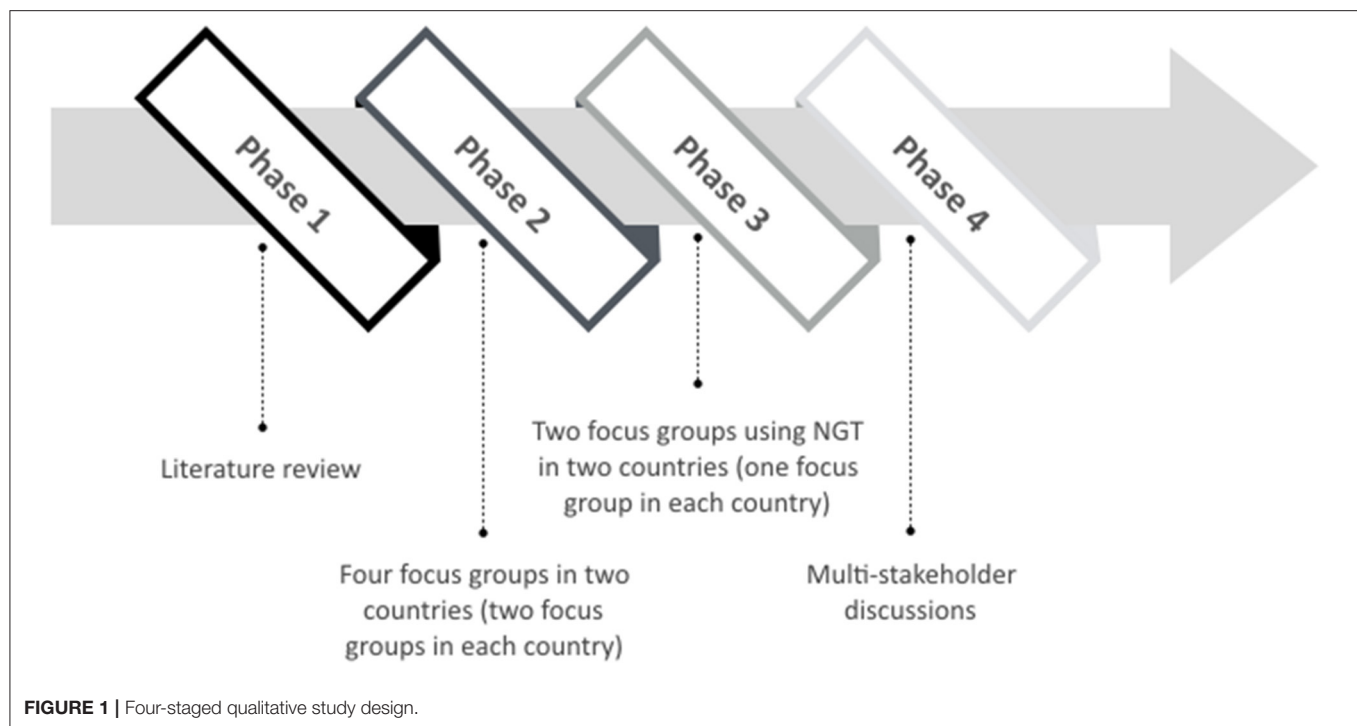 Phase 1
Phase 2
Phase 3
Phase 4
Literature review
Four focus groups in two
countries (two focus
groups in each country)
Two focus groups using NGT
in two countries (one focus
group in each country)
Multi-stakeholder
discussions
FIGURE 1 | Four-staged qualitative study design.